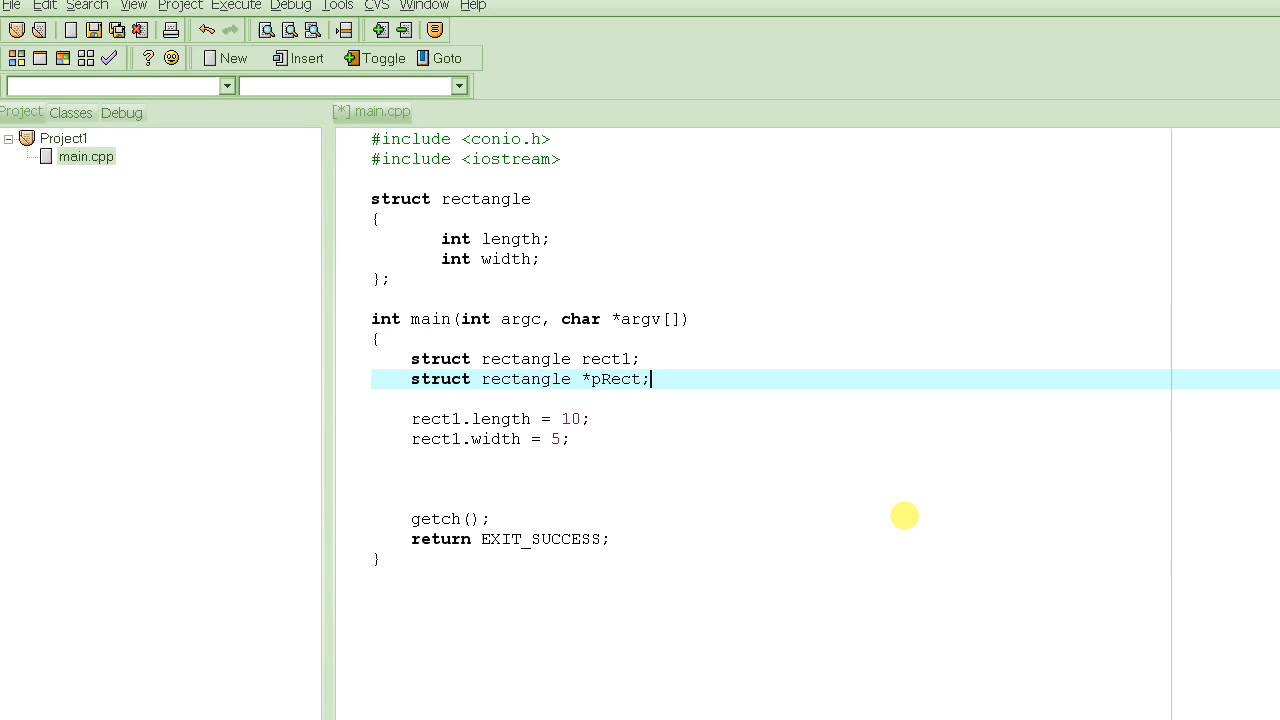 File Edit Search View Project Execute Debug Tools CVS Window Help
New Insert Toggle Goto
Project Classes Debug
[*] main.cpp
Project1
main.cpp
#include <conio.h>
#include <iostream>
struct rectangle
{
int length;
int width;
};
int main(int argc, char *argv[])
{
struct rectangle rect1;
struct rectangle *pRect;
rect1.length = 10;
rect1.width = 5;
getch();
return EXIT_SUCCESS;
}